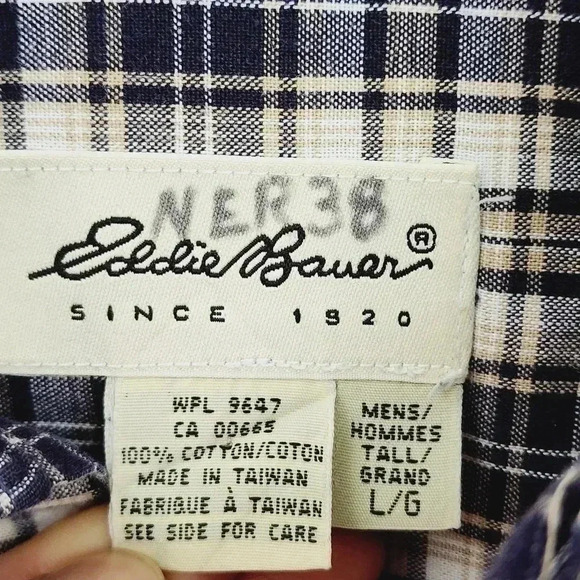 NER38
Eddie Bauer®
SINCE 1920
WPL 9647
CA 00665
100% COTTON/COTON
MADE IN TAIWAN
FABRIQUE À TAIWAN
SEE SIDE FOR CARE
MENS/
HOMMES
TALL/
GRAND
L/G